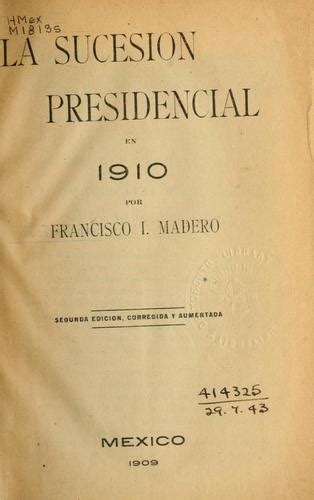 HMex
M1813s
LA SUCESION
PRESIDENCIAL
EN
1910
POR
FRANCISCO I. MADERO
SEGUNDA EDICION, CORREGIDA Y AUMENTADA
LIBRARY
414325
29.7.43
MEXICO
1909